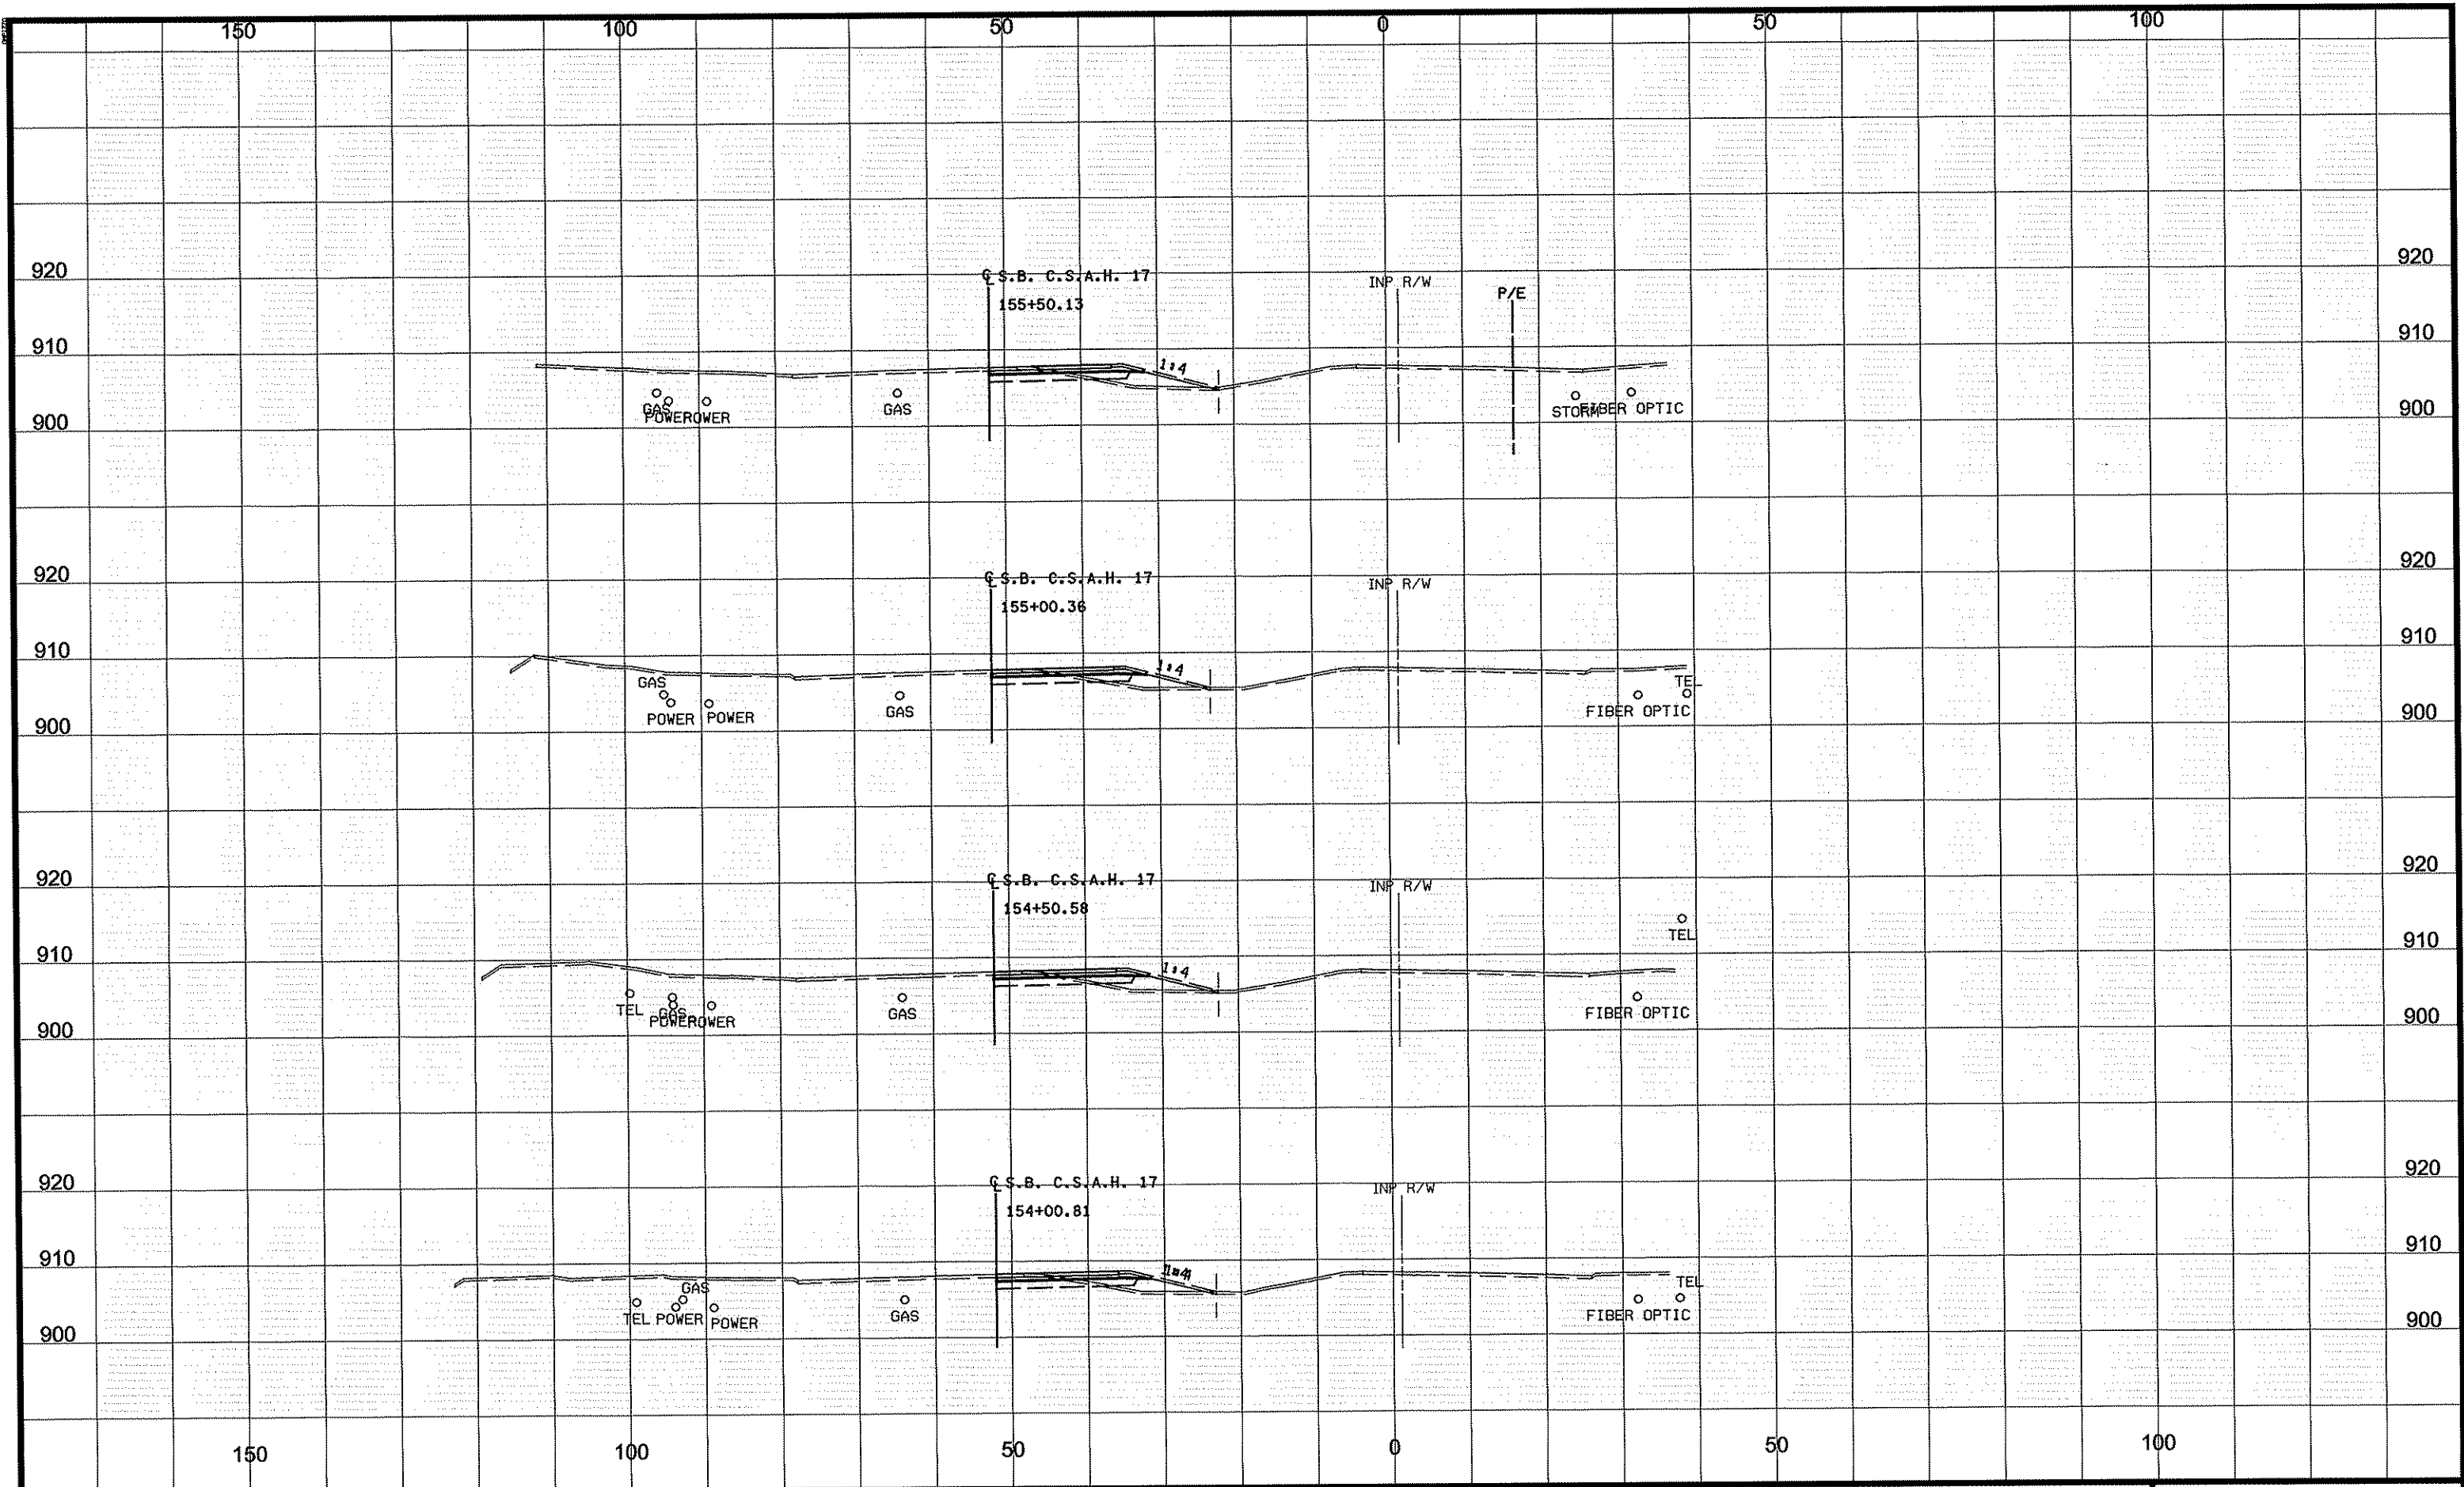 150 100 50 0 50 100
℄ S.B. C.S.A.H. 17
155+50.13
INP R/W
P/E
920 920
910 910
1:4
GAS
POWER OWER
GAS
STORM FIBER OPTIC
900 900
℄ S.B. C.S.A.H. 17
155+00.36
INP R/W
920 920
910 910
1:4
GAS
TEL
POWER POWER
GAS
FIBER OPTIC
900 900
℄ S.B. C.S.A.H. 17
154+50.58
INP R/W
920 920
TEL
910 910
1:4
TEL GAS
POWER OWER
GAS
FIBER OPTIC
900 900
℄ S.B. C.S.A.H. 17
154+00.81
INP R/W
920 920
910 910
GAS
TEL
TEL POWER POWER
GAS
FIBER OPTIC
900 900
150 100 50 0 50 100